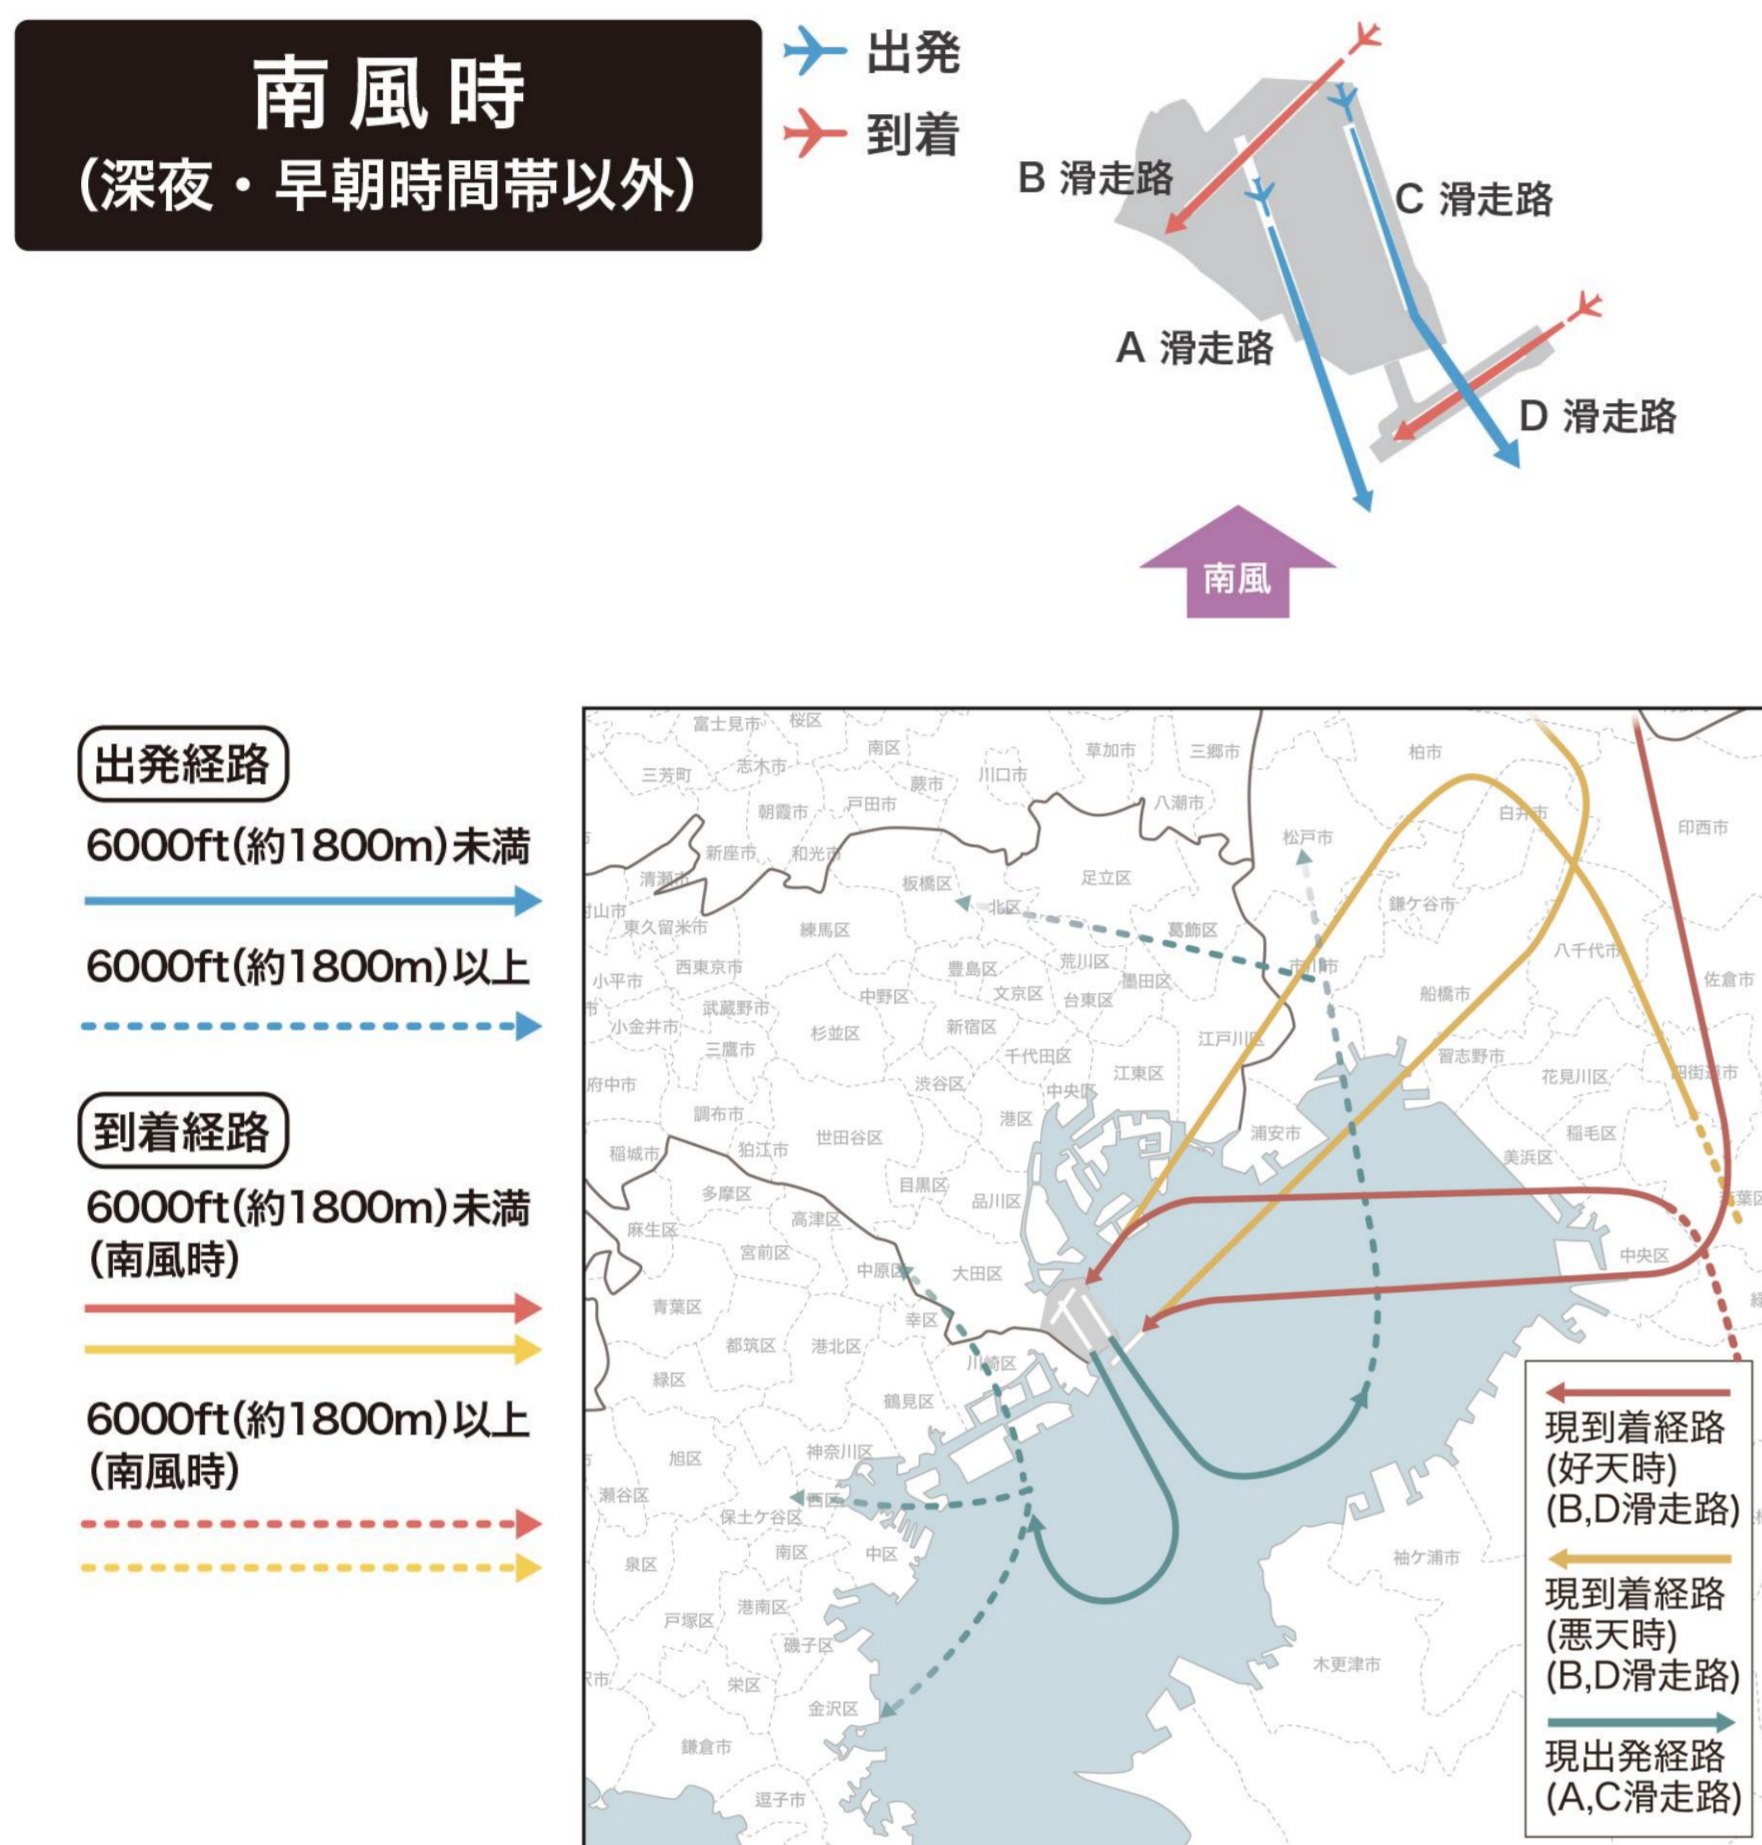 南風時
（深夜・早朝時間帯以外）
出発
到着
B 滑走路
C 滑走路
A 滑走路
D 滑走路
南風
出発経路
6000ft(約1800m)未満
6000ft(約1800m)以上
到着経路
6000ft(約1800m)未満
(南風時)
6000ft(約1800m)以上
(南風時)
富士見市
桜区
南区
草加市
三郷市
柏市
三芳町
志木市
蕨市
川口市
朝霞市
戸田市
八潮市
白井市
印西市
松戸市
新座市
和光市
清瀬市
板橋区
足立区
北区
鎌ケ谷市
東久留米市
練馬区
葛飾区
八千代市
西東京市
豊島区
荒川区
市川市
小平市
中野区
文京区
台東区
墨田区
船橋市
佐倉市
武蔵野市
小金井市
杉並区
新宿区
江戸川区
三鷹市
千代田区
習志野市
府中市
渋谷区
中央区
江東区
花見川区
四街道市
調布市
港区
稲城市
狛江市
世田谷区
浦安市
稲毛区
美浜区
多摩区
目黒区
品川区
麻生区
高津区
宮前区
中原区
大田区
中央区
青葉区
幸区
都筑区
港北区
川崎区
緑区
鶴見区
旭区
神奈川区
瀬谷区
西区
保土ケ谷区
泉区
南区
中区
袖ケ浦市
戸塚区
港南区
磯子区
木更津市
栄区
金沢区
鎌倉市
逗子市
現到着経路
(好天時)
(B,D滑走路)
現到着経路
(悪天時)
(B,D滑走路)
現出発経路
(A,C滑走路)